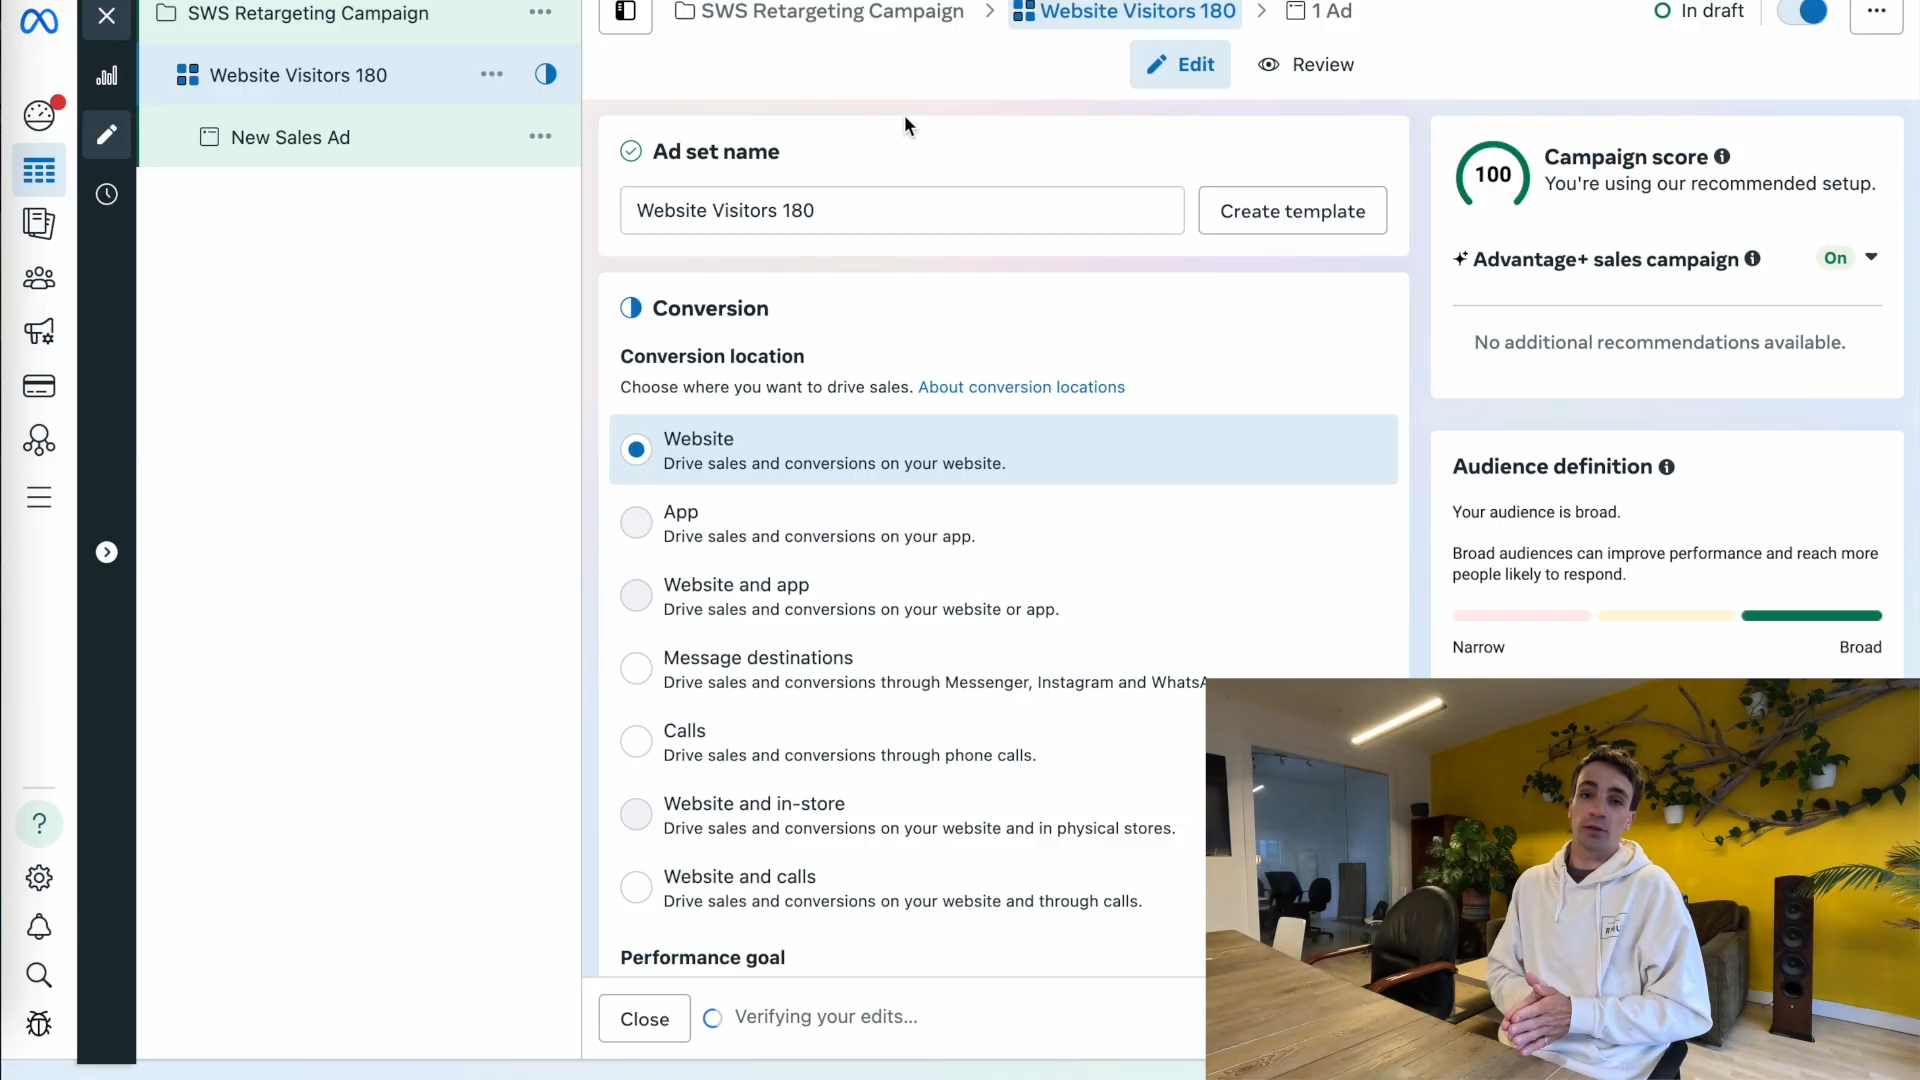 SWS Retargeting Campaign
Website Visitors 180
New Sales Ad
SWS Retargeting Campaign
Website Visitors 180
1 Ad
In draft
Edit
Review
Ad set name
Website Visitors 180
Create template
Conversion
Conversion location
Choose where you want to drive sales. About conversion locations
Website
Drive sales and conversions on your website.
App
Drive sales and conversions on your app.
Website and app
Drive sales and conversions on your website or app.
Message destinations
Drive sales and conversions through Messenger, Instagram and WhatsA
Calls
Drive sales and conversions through phone calls.
Website and in-store
Drive sales and conversions on your website and in physical stores.
Website and calls
Drive sales and conversions on your website and through calls.
Performance goal
Close
Verifying your edits...
100
Campaign score
You're using our recommended setup.
Advantage+ sales campaign
On
No additional recommendations available.
Audience definition
Your audience is broad.
Broad audiences can improve performance and reach more
people likely to respond.
Narrow
Broad